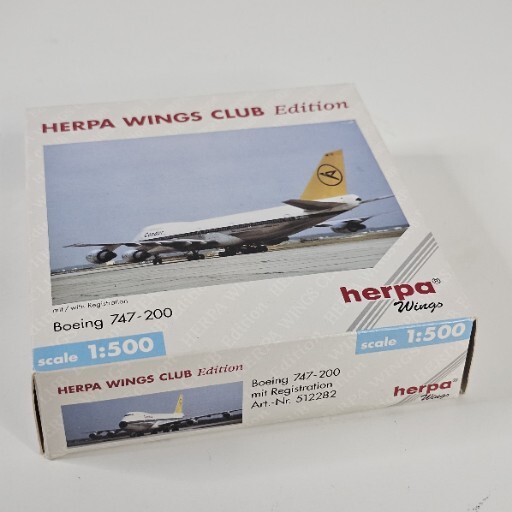 HERPA WINGS CLUB Edition
Condor
mit / with Registration
Boeing 747-200
herpa®
Wings
scale 1:500
scale 1:500
HERPA WINGS CLUB Edition
Boeing 747-200
mit Registration
Art.-Nr. 512282
herpa®
Wings